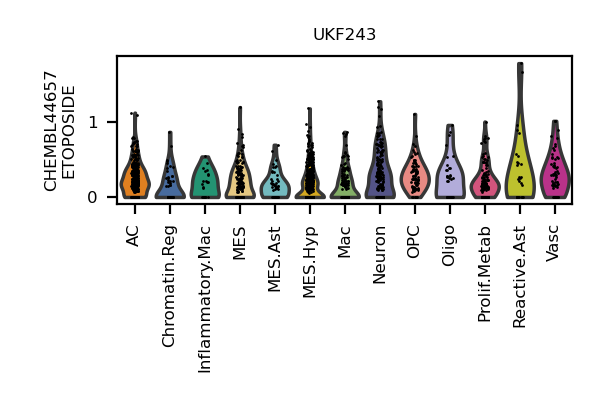 UKF243
CHEMBL44657
ETOPOSIDE
1
0
AC
Chromatin.Reg
Inflammatory.Mac
MES
MES.Ast
MES.Hyp
Mac
Neuron
OPC
Oligo
Prolif.Metab
Reactive.Ast
Vasc